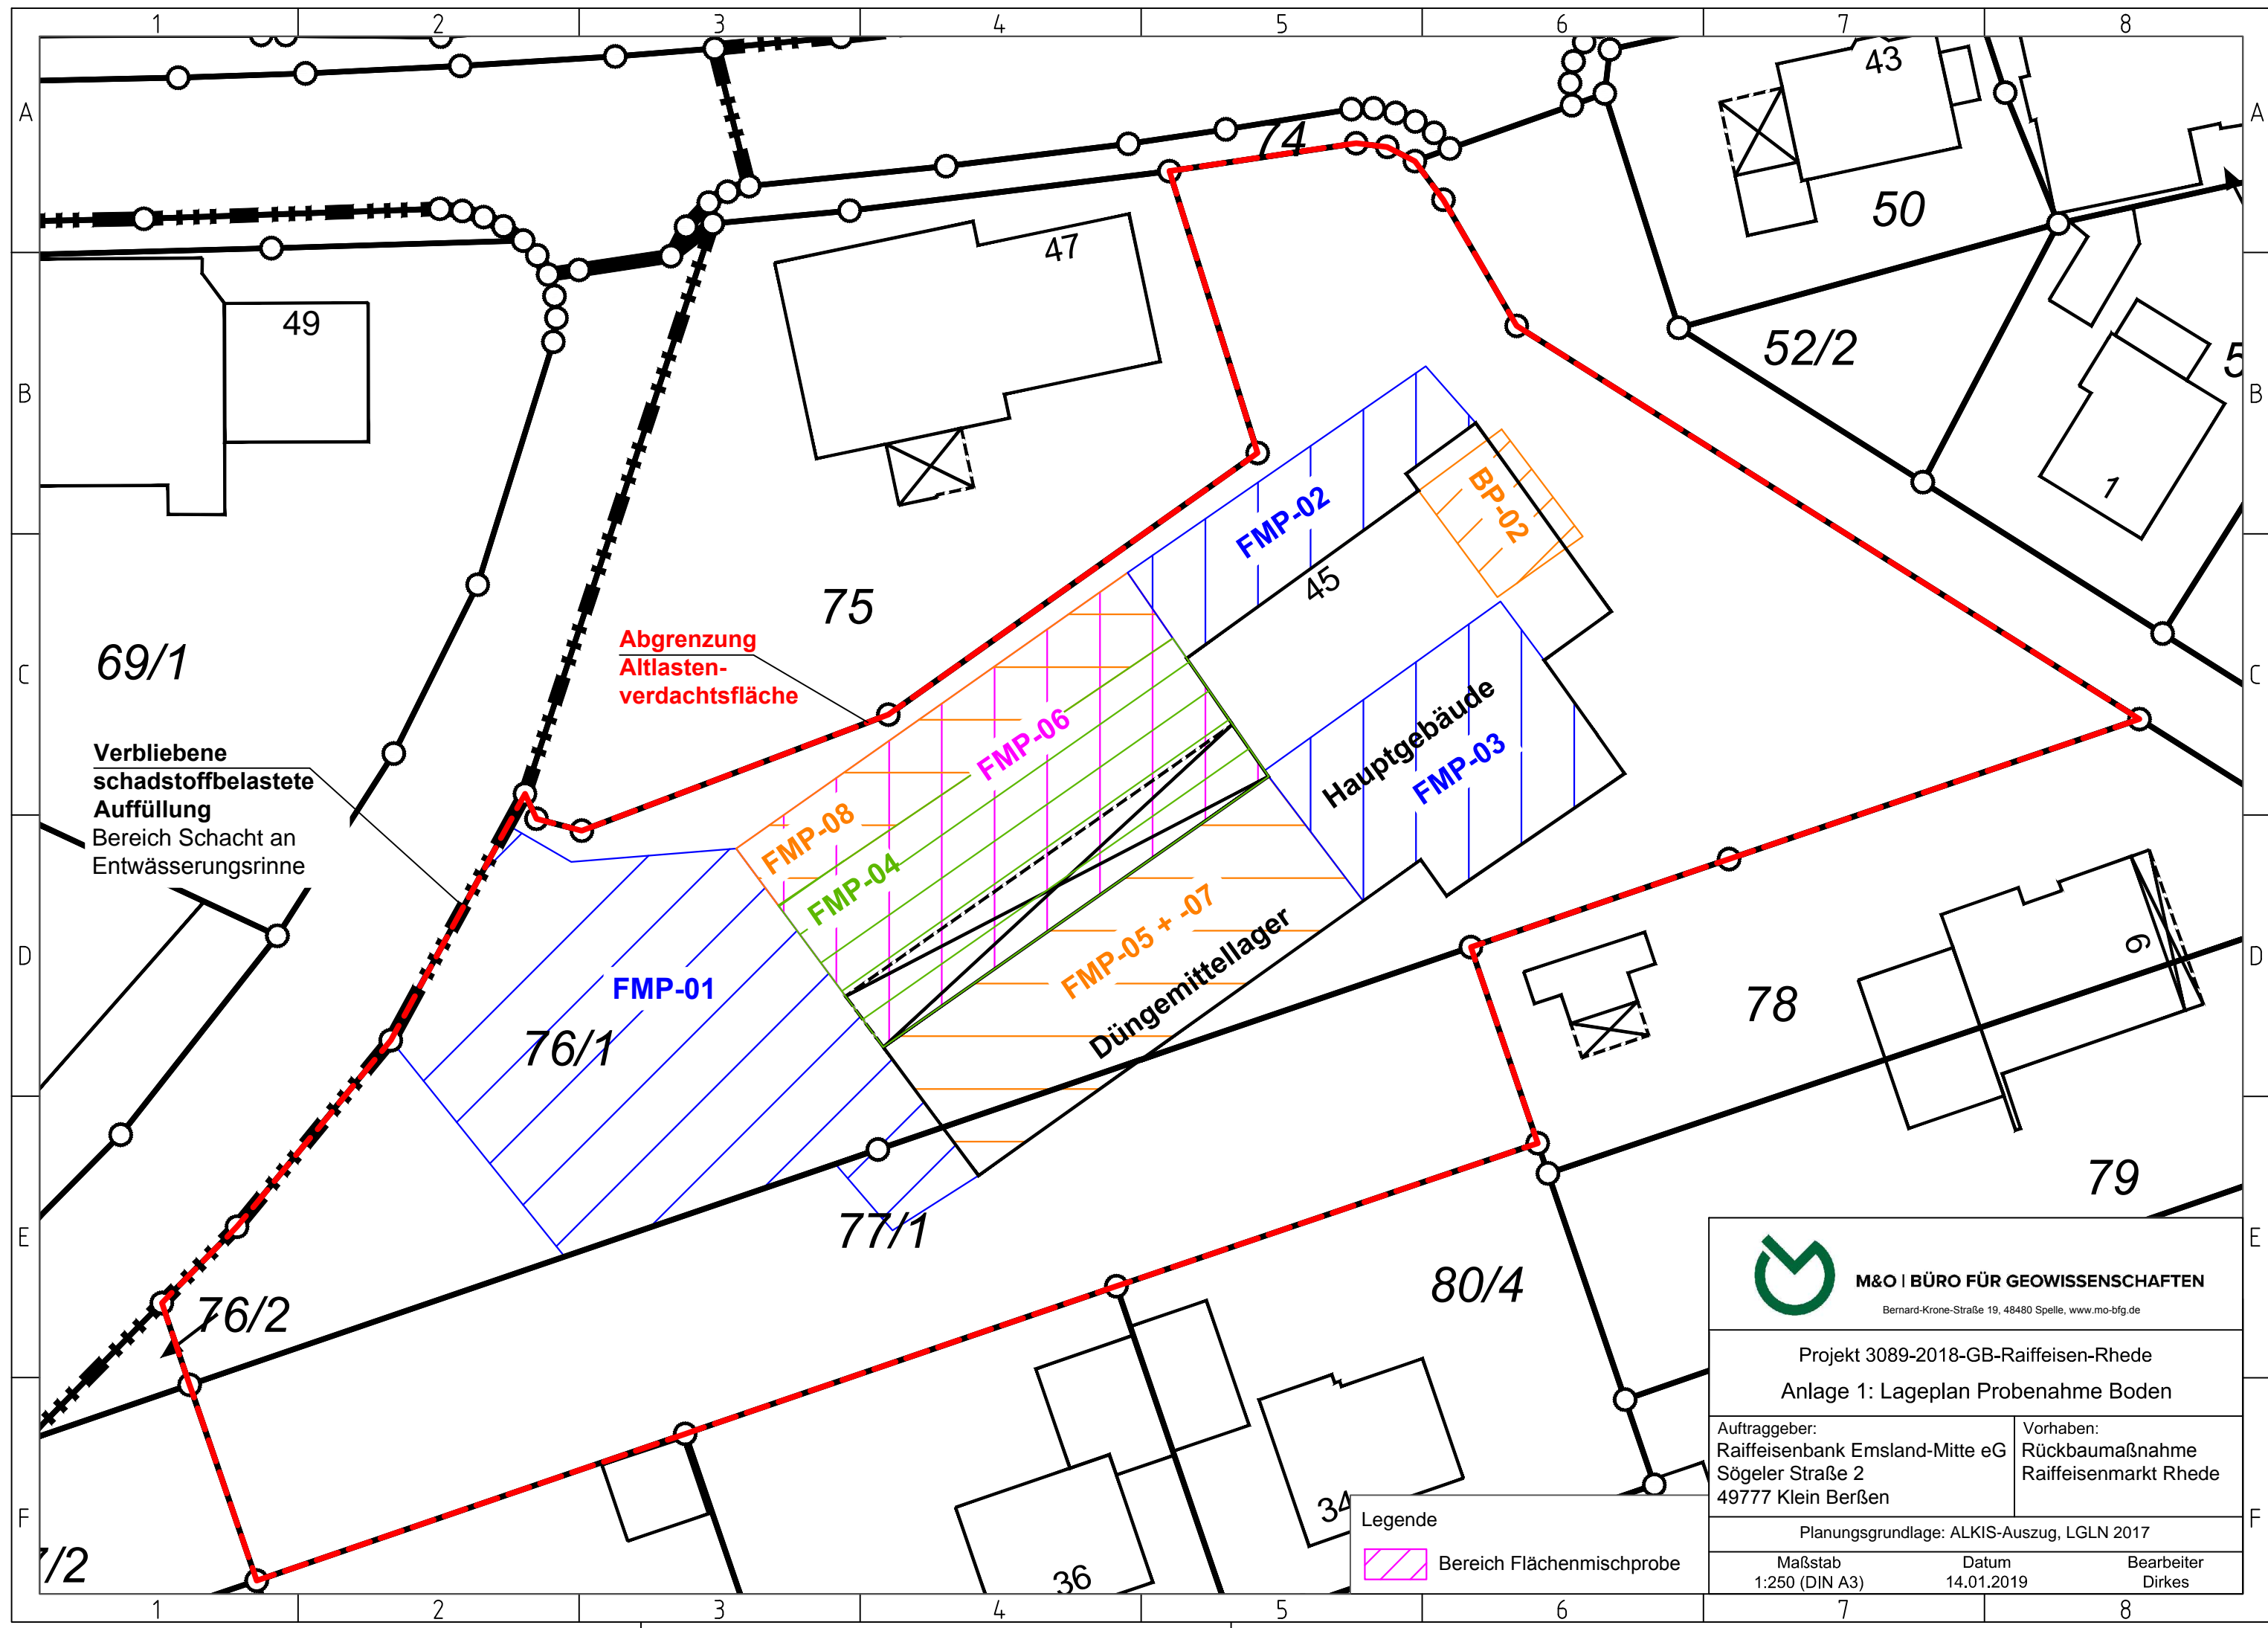 1 2 3 4 5 6 7 8
A A
B B
C C
D D
E E
F F
43
74
50
47
49
52/2
5
1
BP-02
FMP-02
45
75
69/1
Abgrenzung
Altlasten-
verdachtsfläche
FMP-06
Hauptgebäude
FMP-03
Verbliebene
schadstoffbelastete
Auffüllung
Bereich Schacht an
Entwässerungsrinne
FMP-08
FMP-04
FMP-05 + -07
Düngemittellager
FMP-01
76/1
78
6
79
77/1
76/2
80/4
34
36
7/2
Legende
Bereich Flächenmischprobe
M&O | BÜRO FÜR GEOWISSENSCHAFTEN
Bernard-Krone-Straße 19, 48480 Spelle, www.mo-bfg.de
Projekt 3089-2018-GB-Raiffeisen-Rhede
Anlage 1: Lageplan Probenahme Boden
Auftraggeber:
Raiffeisenbank Emsland-Mitte eG
Sögeler Straße 2
49777 Klein Berßen
Vorhaben:
Rückbaumaßnahme
Raiffeisenmarkt Rhede
Planungsgrundlage: ALKIS-Auszug, LGLN 2017
Maßstab
1:250 (DIN A3)
Datum
14.01.2019
Bearbeiter
Dirkes
1 2 3 4 5 6 7 8